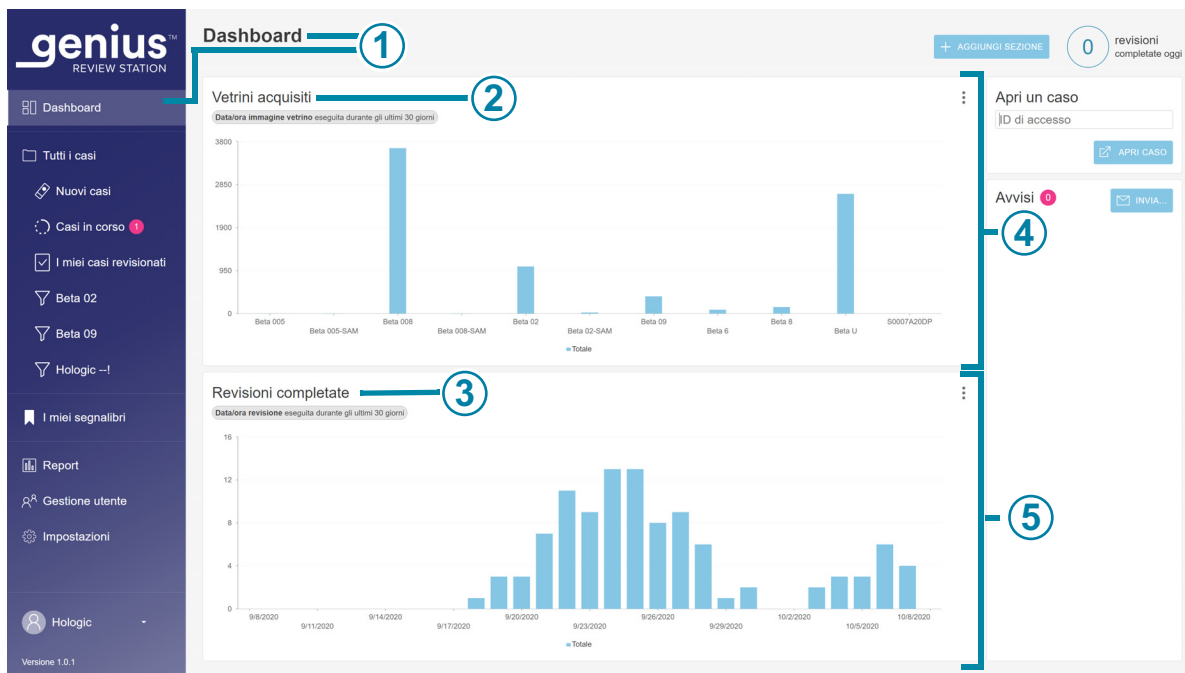 genius™
REVIEW STATION
Dashboard
Tutti i casi
Nuovi casi
Casi in corso 1
I miei casi revisionati
Beta 02
Beta 09
Hologic --!
I miei segnalibri
Report
Gestione utente
Impostazioni
Hologic
Versione 1.0.1
Dashboard
1
+ AGGIUNGI SEZIONE
0
revisioni
completate oggi
Vetrini acquisiti
2
Data/ora immagine vetrino eseguita durante gli ultimi 30 giorni
3800
2850
1900
950
0
Beta 005
Beta 005-SAM
Beta 008
Beta 008-SAM
Beta 02
Beta 02-SAM
Beta 09
Beta 6
Beta 8
Beta U
S0007A20DP
Totale
4
Revisioni completate
3
Data/ora revisione eseguita durante gli ultimi 30 giorni
16
12
8
4
0
9/8/2020
9/11/2020
9/14/2020
9/17/2020
9/20/2020
9/23/2020
9/26/2020
9/29/2020
10/2/2020
10/5/2020
10/8/2020
Totale
5
Apri un caso
ID di accesso
APRI CASO
Avvisi 0
INVIA...